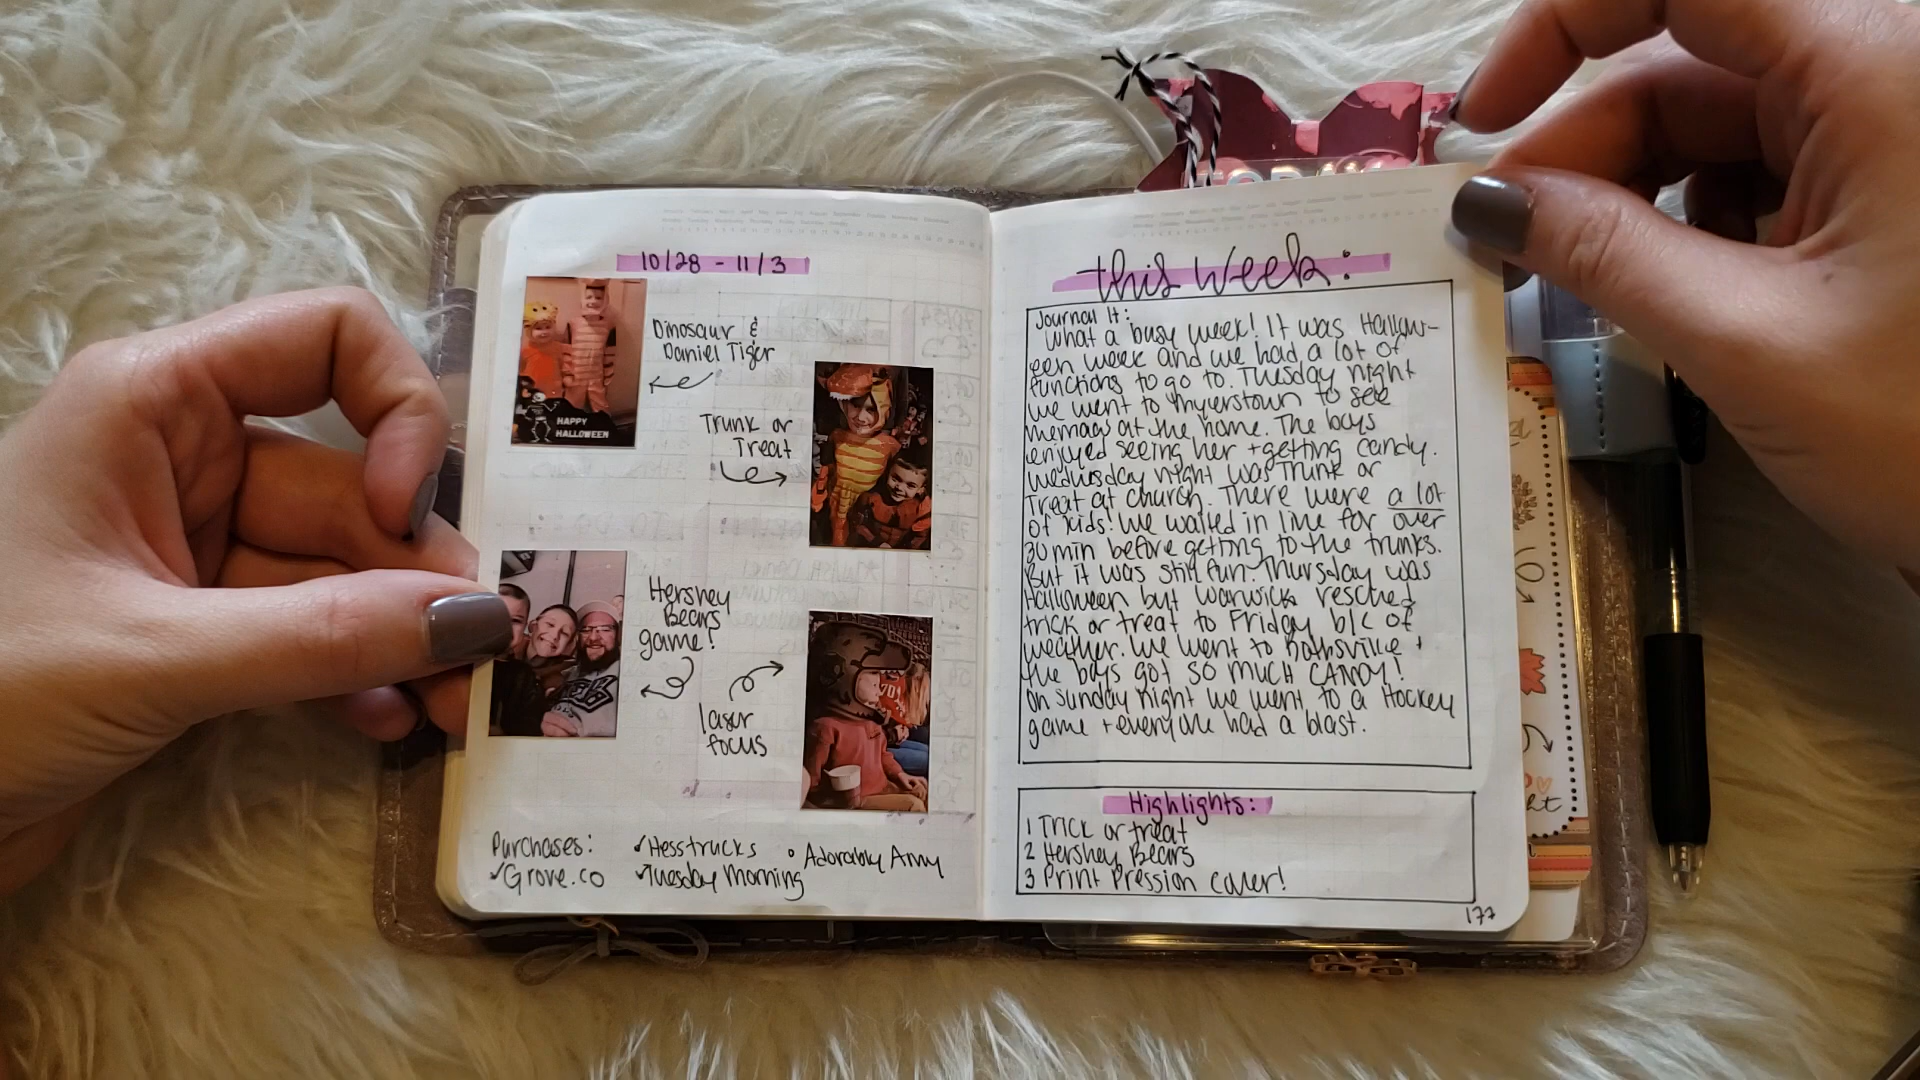 10/28 - 11/3
Dinosaur &
Daniel Tiger
HAPPY
HALLOWEEN
Trunk or
Treat
Hershey
Bears
game!
laser
focus
70
Purchases:
✓Grove.co
✓Hess trucks
✓Tuesday Morning
° Adorably Amy
this week:
Journal It:
What a busy week! It was Hallow-
een week and we had a lot of
functions to go to. Tuesday night
we went to Myerstown to see
memaws at the home. The boys
enjoyed seeing her + getting candy.
Wednesday night was Trunk or
Treat at church. There were a lot
of kids! We waited in line for over
30 min before getting to the trunks.
But it was still fun. Thursday was
Halloween but Warwick resched
trick or treat to Friday b/c of
weather. We went to Rothsville +
the boys got SO MUCH CANDY!
On Sunday night we went to a Hockey
game + everyone had a blast.
Highlights:
1 Trick or treat
2 Hershey Bears
3 Print Pression cover!
177